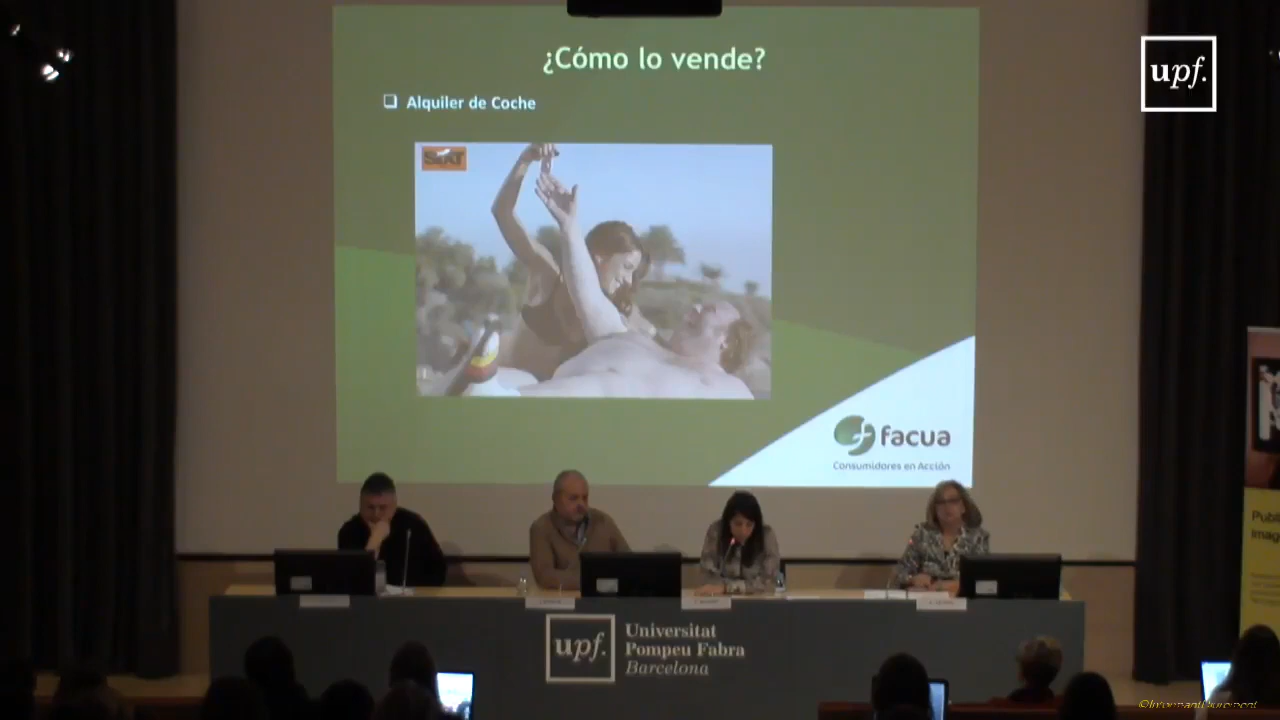 ¿Cómo lo vende?
Alquiler de Coche
SIXT
facua
Consumidores en Acción
upf.
upf.
Universitat
Pompeu Fabra
Barcelona